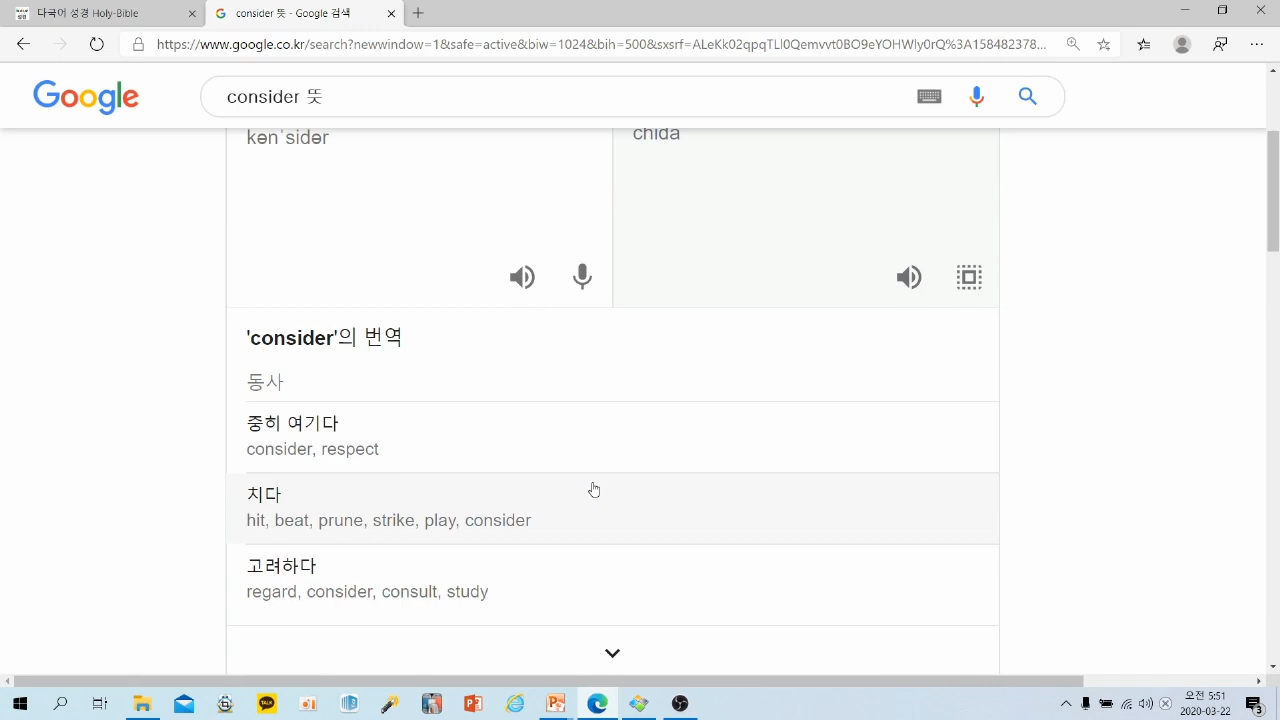 다국어 성경 Holy-Bible
consider 뜻 - Google 검색
https://www.google.co.kr/search?newwindow=1&safe=active&biw=1024&bih=500&sxsrf=ALeKk02qpqTLl0Qemvvt0BO9eYOHWly0rQ%3A158482378...
Google
consider 뜻
kənˈsidər
chida
'consider'의 번역
동사
중히 여기다
consider, respect
치다
hit, beat, prune, strike, play, consider
고려하다
regard, consider, consult, study
TALK
오전 5:51
2020-03-22
3